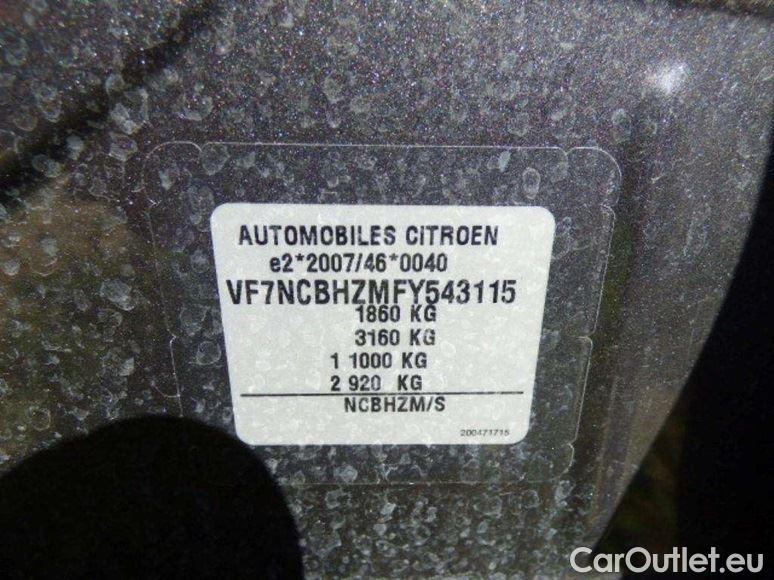 AUTOMOBILES CITROEN
e2*2007/46*0040
VF7NCBHZMFY543115
1860 KG
3160 KG
1 1000 KG
2 920 KG
NCBHZM/S
200471715
CarOutlet.eu